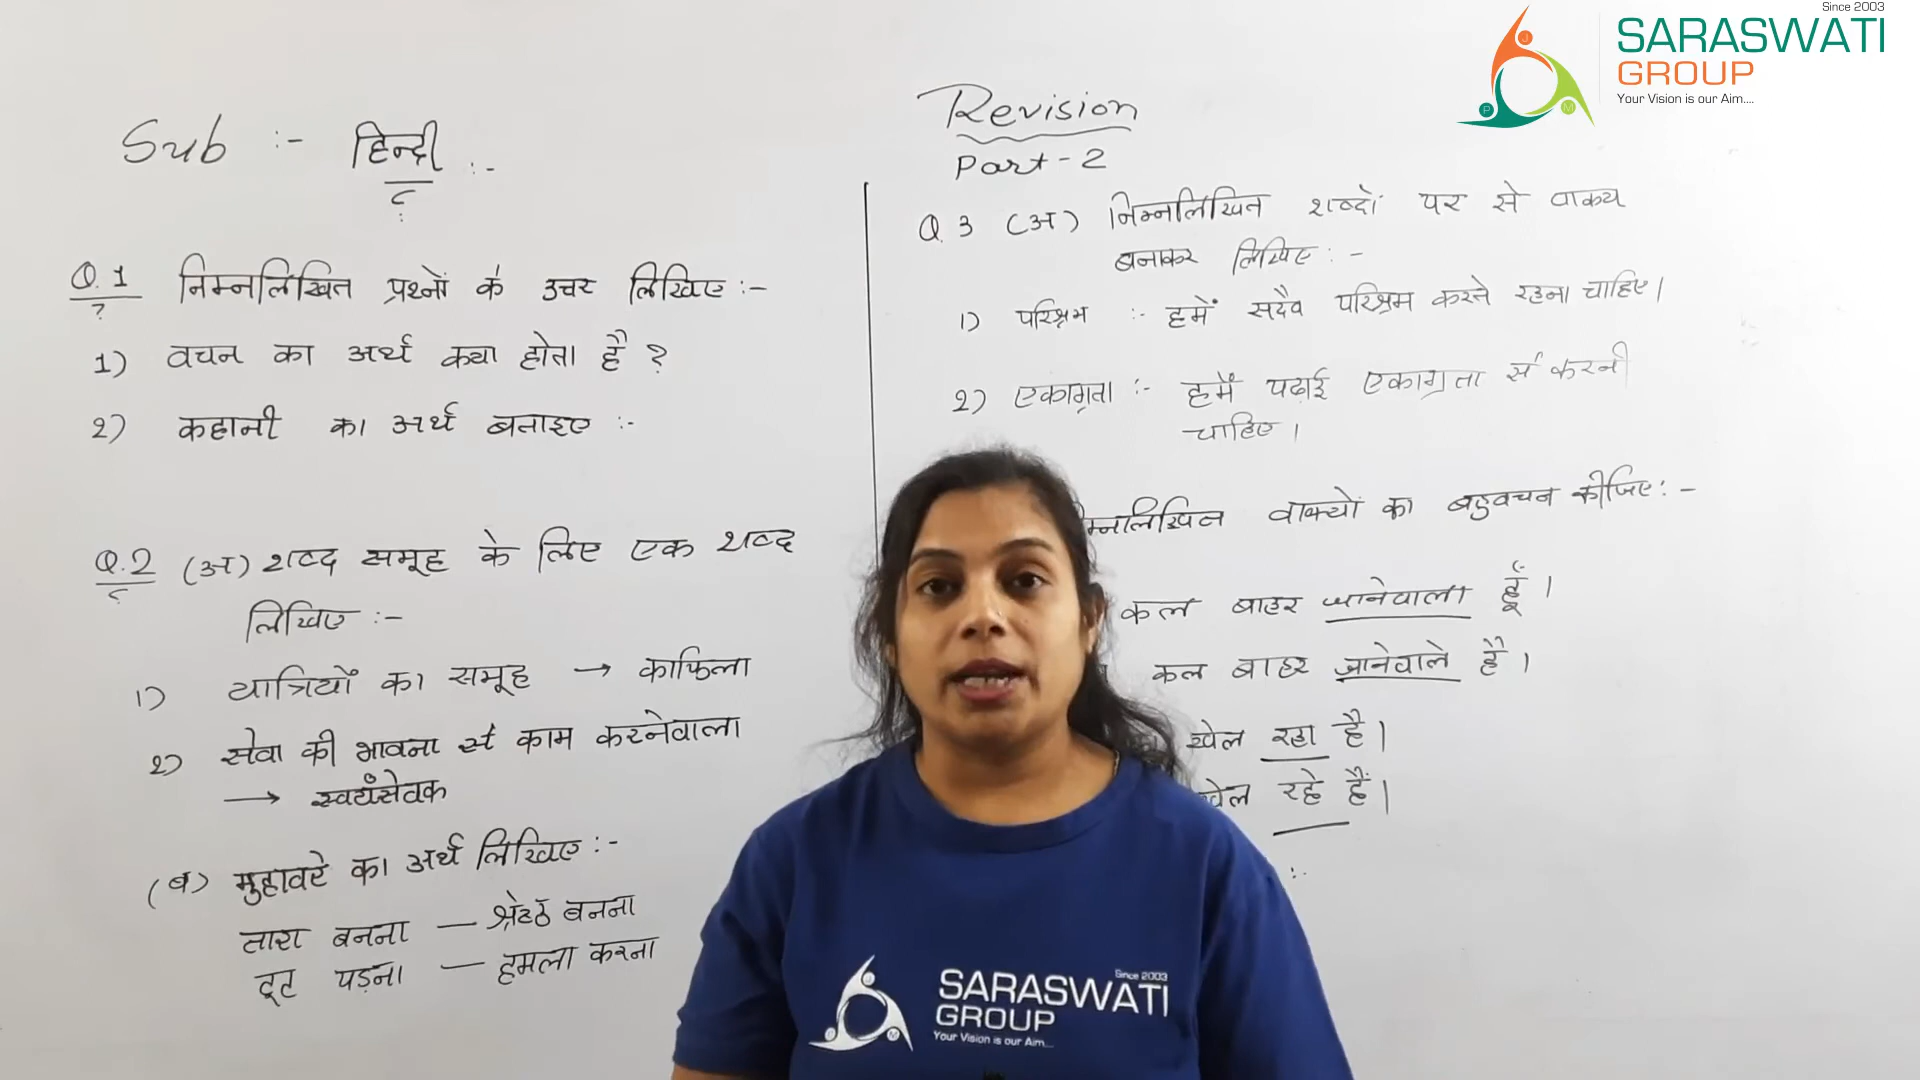 Since 2003
SARASWATI
GROUP
Your Vision is our Aim....
Sub :- हिन्दी :-
Revision
Part-2
Q.1 निम्नलिखित प्रश्नों के उत्तर लिखिए :-
1) वचन का अर्थ क्या होता है ?
2) कहानी का अर्थ बताइए :-
Q.2 (अ) शब्द समूह के लिए एक शब्द
लिखिए :-
1) यात्रियों का समूह → काफिला
2) सेवा की भावना से काम करनेवाला
→ स्वयँसेवक
(ब) मुहावरे का अर्थ लिखिए :-
तारा बनना — श्रेष्ठ बनना
टूट पड़ना — हमला करना
Q.3 (अ) निम्नलिखित शब्दों पर से वाक्य
बनाकर लिखिए :-
1) परिश्रम :- हमें सदैव परिश्रम करते रहना चाहिए।
2) एकाग्रता :- हमें पढाई एकाग्रता से करनी
चाहिए।
म्नलिखित वाक्यों का बहुवचन कीजिए :-
कल बाहर जानेवाला हूँ।
कल बाहर जानेवाले हैं।
खेल रहा है।
खेल रहे हैं।
Since 2003
SARASWATI
GROUP
Your Vision is our Aim....